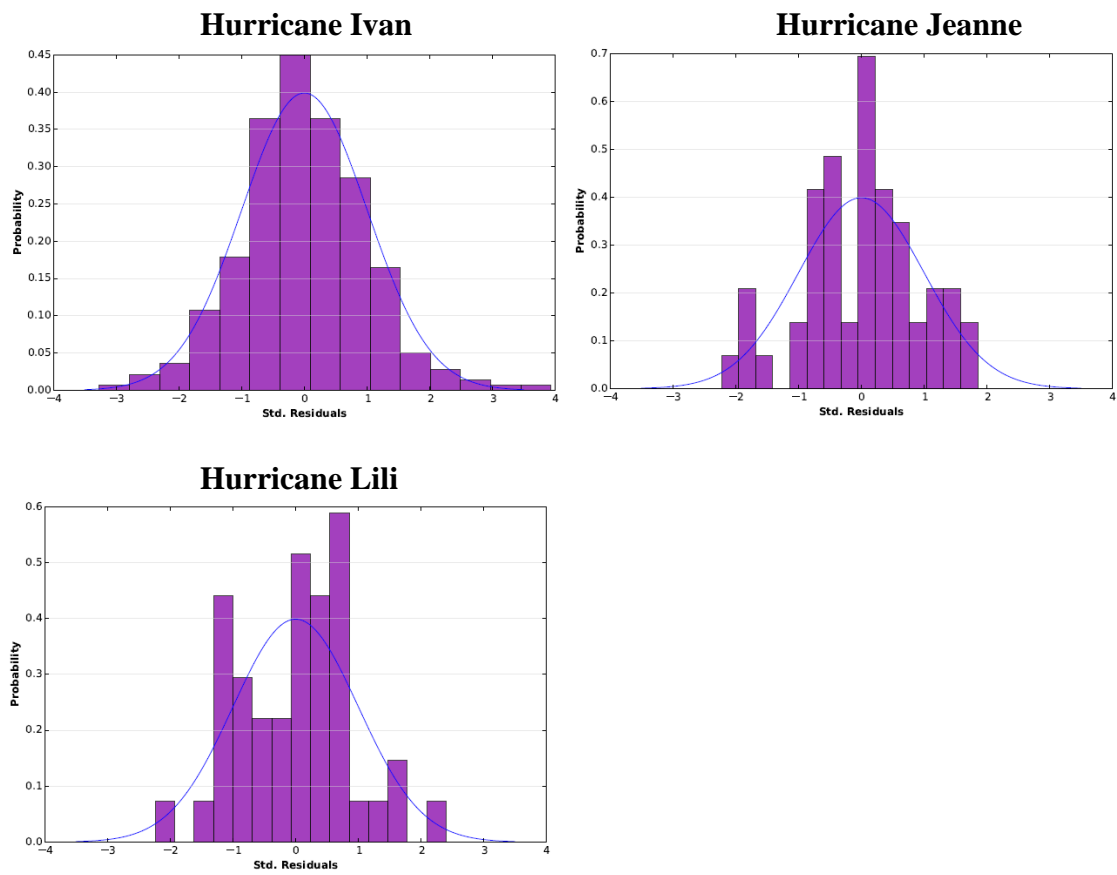 Hurricane Ivan
0.45
0.40
0.35
0.30
0.25
0.20
0.15
0.10
0.05
0.00
Probability
−4 −3 −2 −1 0 1 2 3 4
Std. Residuals
Hurricane Jeanne
0.7
0.6
0.5
0.4
0.3
0.2
0.1
0.0
Probability
−4 −3 −2 −1 0 1 2 3 4
Std. Residuals
Hurricane Lili
0.6
0.5
0.4
0.3
0.2
0.1
0.0
Probability
−4 −3 −2 −1 0 1 2 3 4
Std. Residuals